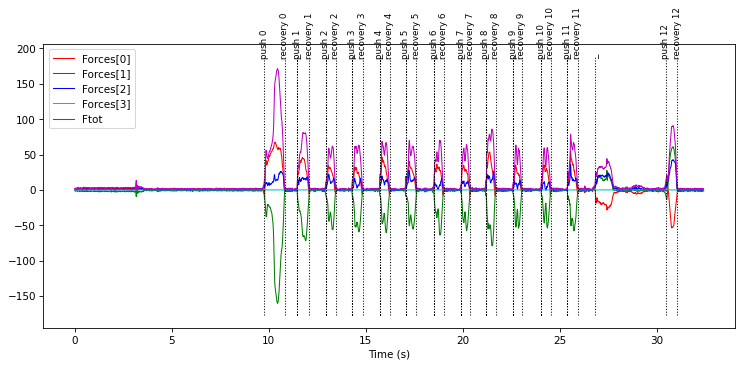 push 0
recovery 0
push 1
recovery 1
push 2
recovery 2
push 3
recovery 3
push 4
recovery 4
push 5
recovery 5
push 6
recovery 6
push 7
recovery 7
push 8
recovery 8
push 9
recovery 9
push 10
recovery 10
push 11
recovery 11
_
push 12
recovery 12
Forces[0]
Forces[1]
Forces[2]
Forces[3]
Ftot
200
150
100
50
0
−50
−100
−150
0
5
10
15
20
25
30
Time (s)